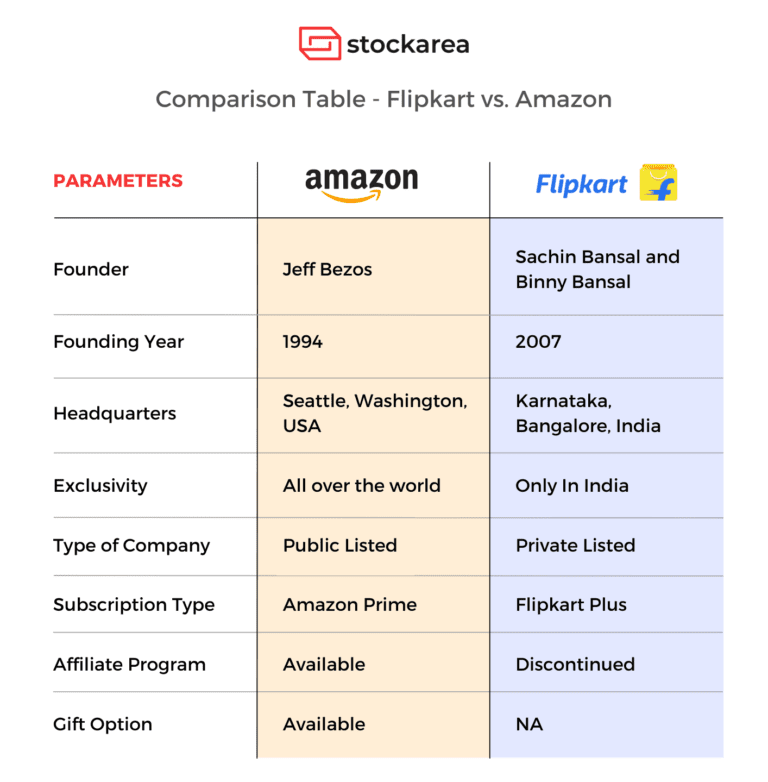 stockarea
Comparison Table - Flipkart vs. Amazon
PARAMETERS
amazon
Flipkart
f
Founder
Jeff Bezos
Sachin Bansal and
Binny Bansal
Founding Year
1994
2007
Headquarters
Seattle, Washington,
USA
Karnataka,
Bangalore, India
Exclusivity
All over the world
Only In India
Type of Company
Public Listed
Private Listed
Subscription Type
Amazon Prime
Flipkart Plus
Affiliate Program
Available
Discontinued
Gift Option
Available
NA